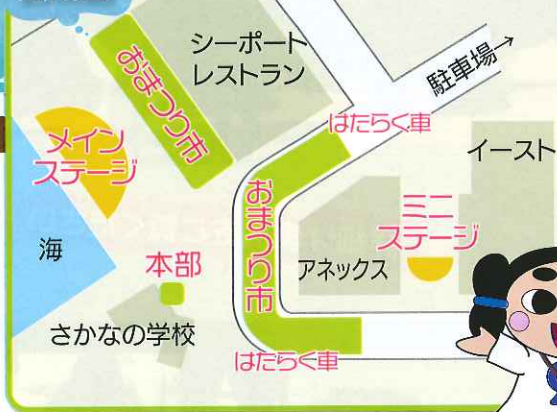 シーポート
レストラン
おまつり市
駐車場→
はたらく車
メイン
ステージ
イースト
おまつり市
ミニ
ステージ
海
本部
アネックス
さかなの学校
はたらく車